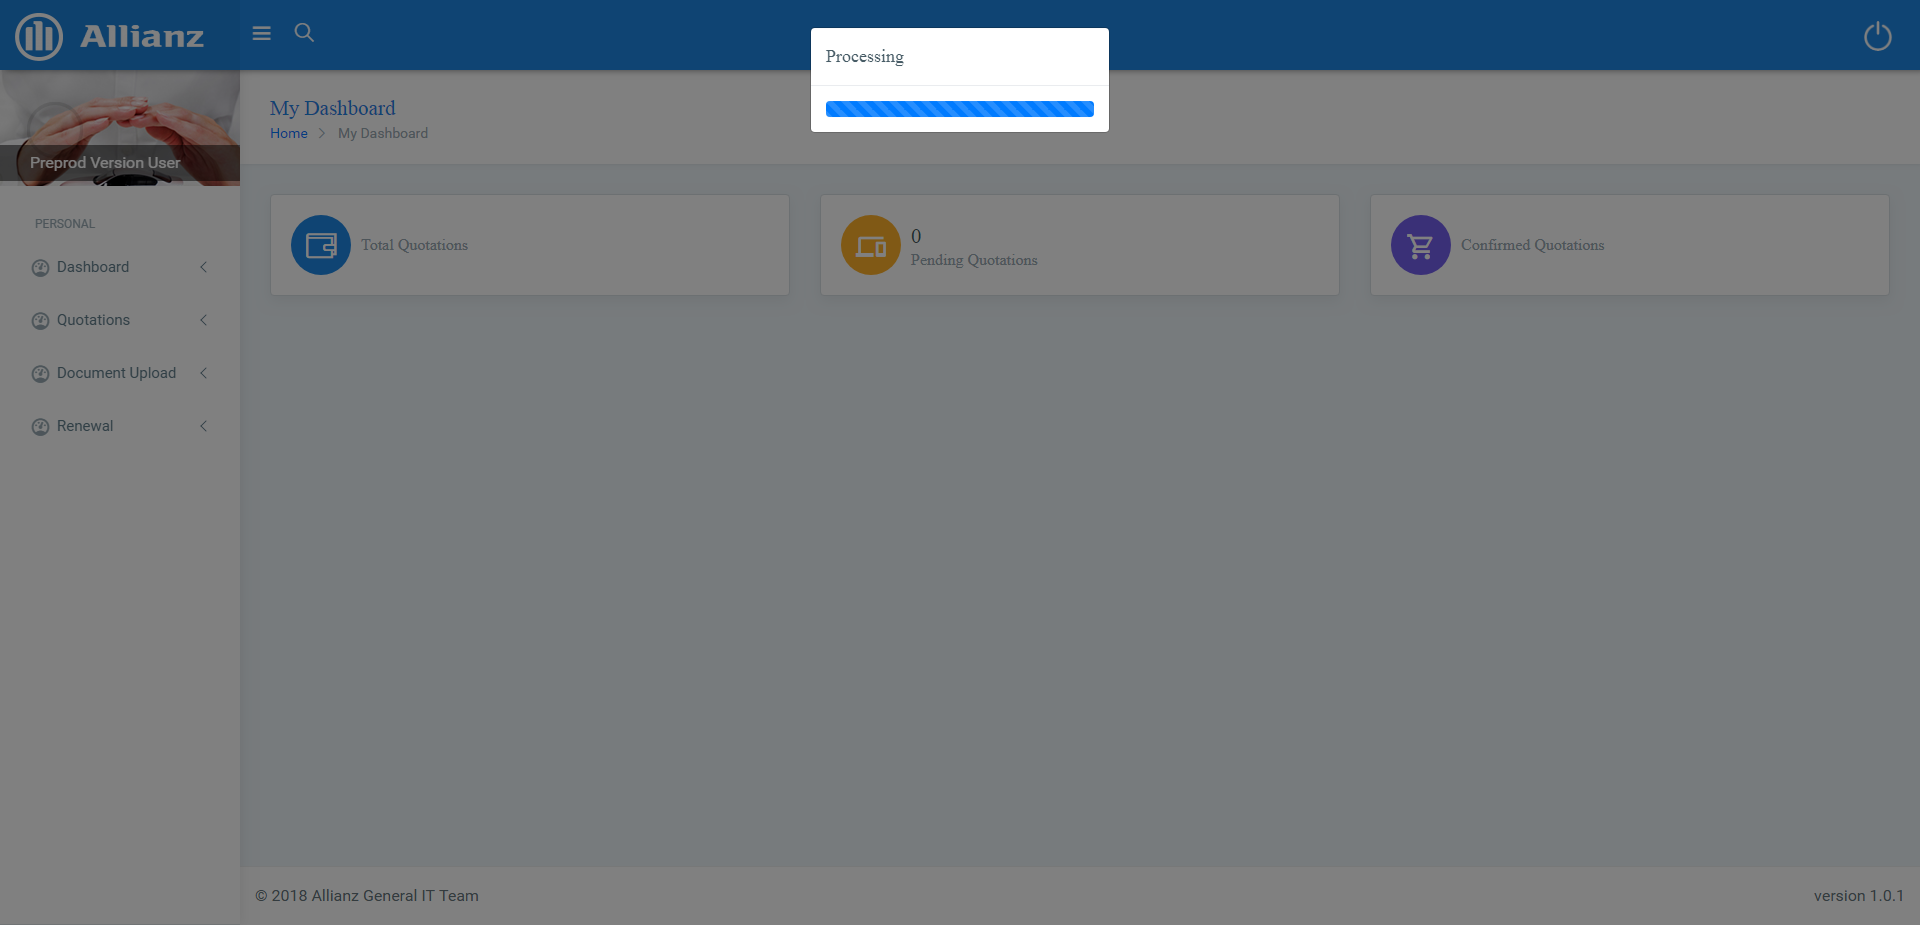 Allianz
Processing
My Dashboard
Home > My Dashboard
Preprod Version User
PERSONAL
Dashboard
Quotations
Document Upload
Renewal
Total Quotations
0
Pending Quotations
Confirmed Quotations
© 2018 Allianz General IT Team
version 1.0.1